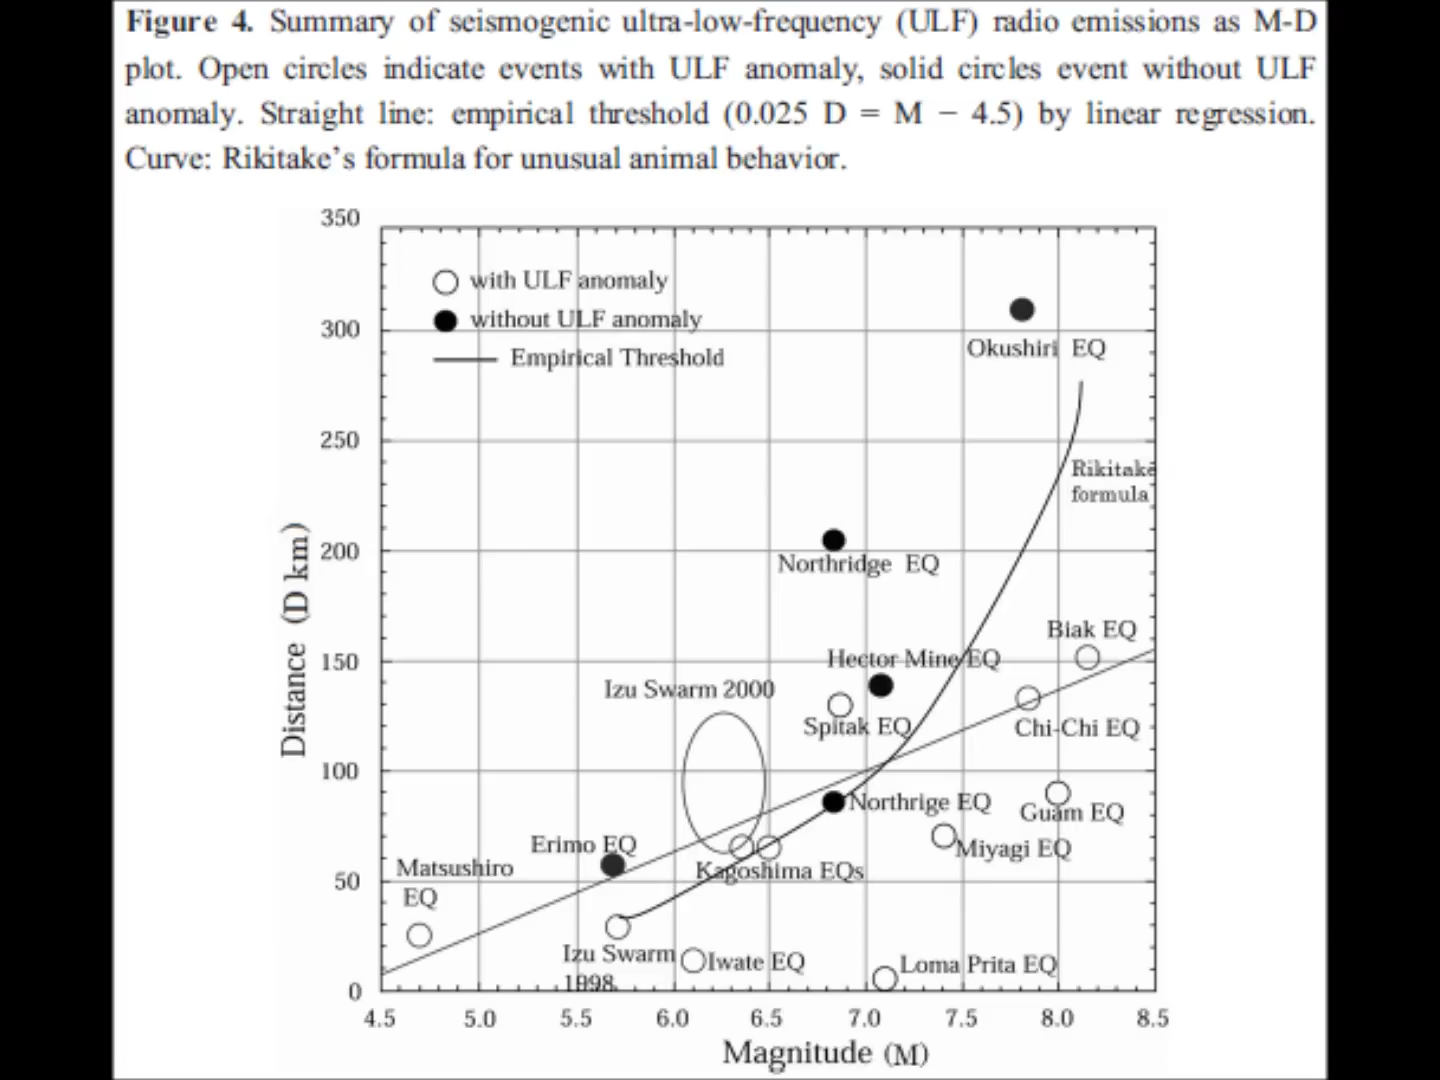 Figure 4. Summary of seismogenic ultra-low-frequency (ULF) radio emissions as M-D
plot. Open circles indicate events with ULF anomaly, solid circles event without ULF
anomaly. Straight line: empirical threshold (0.025 D = M − 4.5) by linear regression.
Curve: Rikitake's formula for unusual animal behavior.
350
with ULF anomaly
without ULF anomaly
300
Okushiri EQ
Empirical Threshold
250
Rikitake
formula
200
Northridge EQ
Biak EQ
150
Hector Mine EQ
Izu Swarm 2000
Spitak EQ
Chi-Chi EQ
100
Northrige EQ
Guam EQ
Erimo EQ
Miyagi EQ
Matsushiro
EQ
Kagoshima EQs
50
Izu Swarm
1998
Iwate EQ
Loma Prita EQ
0
Distance (D km)
4.5 5.0 5.5 6.0 6.5 7.0 7.5 8.0 8.5
Magnitude (M)